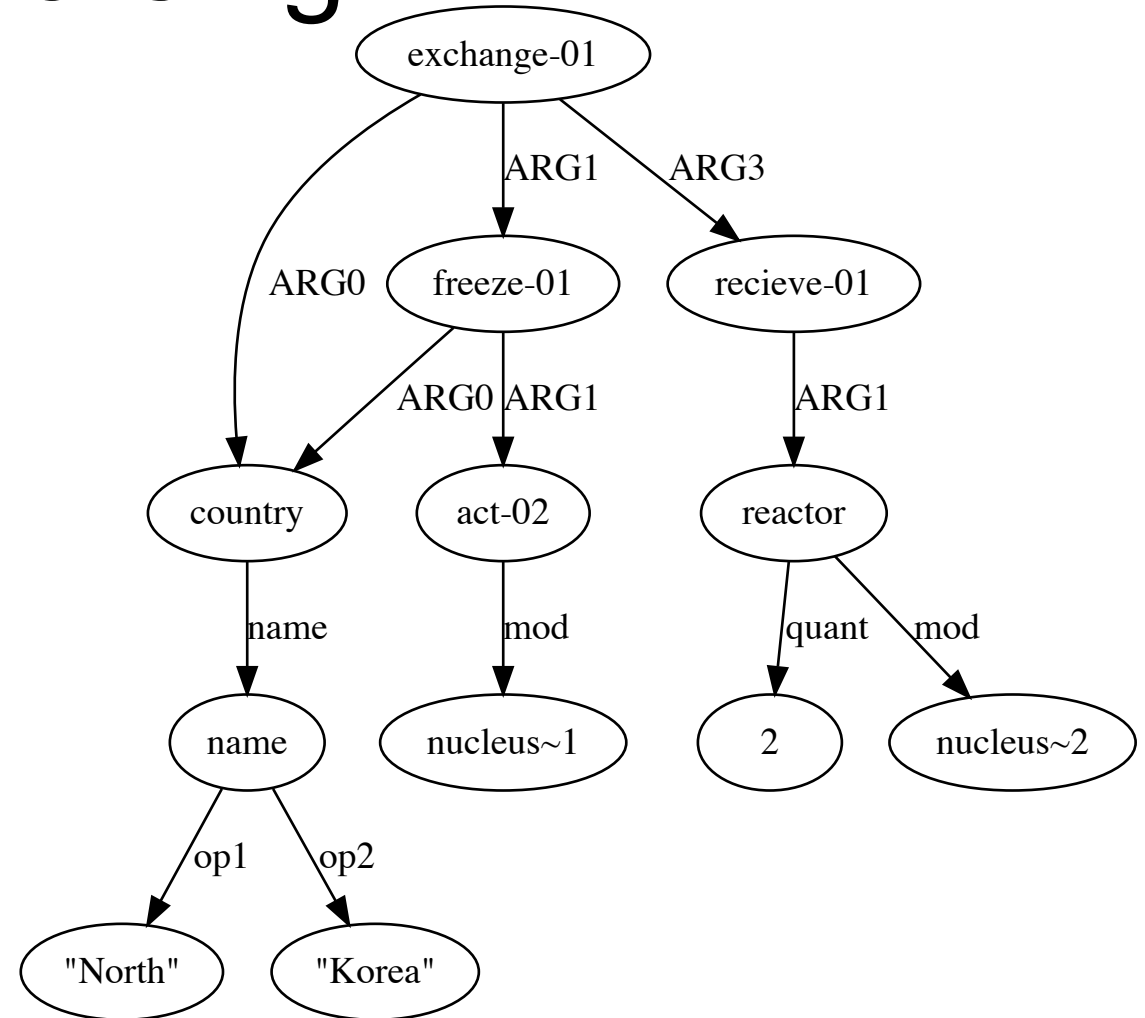 exchange-01
ARG1 ARG3
ARG0 freeze-01 recieve-01
ARG0 ARG1 ARG1
country act-02 reactor
name mod quant mod
name nucleus~1 2 nucleus~2
op1 op2
"North" "Korea"